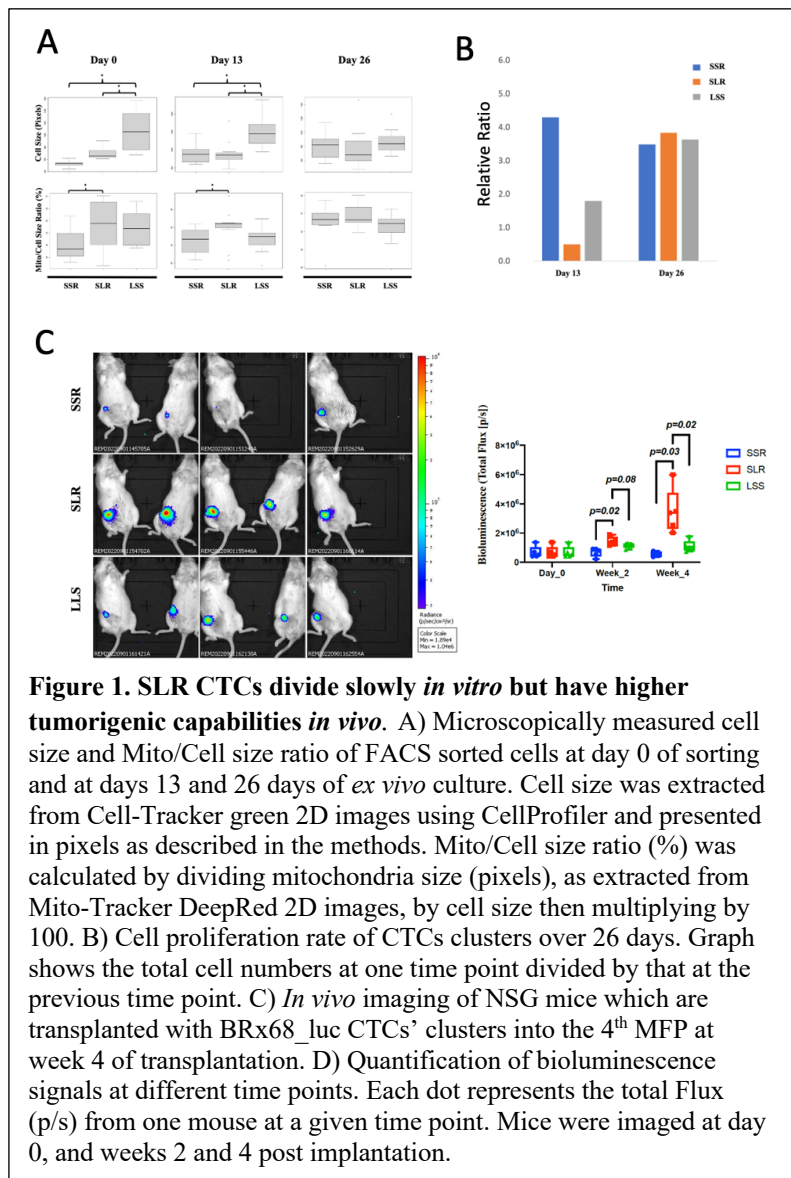 A
Day 0
Day 13
Day 26
Cell Size (Pixels)
Mito/Cell Size Ratio (%)
SSR
SLR
LSS
SSR
SLR
LSS
SSR
SLR
LSS
B
SSR
SLR
LSS
Relative Ratio
6.0
5.0
4.0
3.0
2.0
1.0
0.0
Day 13
Day 26
C
SSR
SLR
LLS
REM20220901145705A
REM20220901151240A
REM20220901152629A
REM20220901154702A
REM20220901155446A
REM20220901161421A
REM20220901162138A
REM20220901162554A
Radiance
(p/sec/cm²/sr)
Color Scale
Min = 1.89e4
Max = 1.04e6
Bioluminescence (Total Flux [p/s])
8×10⁶
6×10⁶
4×10⁶
2×10⁶
0
p=0.02
p=0.08
p=0.03
p=0.02
SSR
SLR
LSS
Day_0
Week_2
Week_4
Time
Figure 1. SLR CTCs divide slowly in vitro but have higher
tumorigenic capabilities in vivo. A) Microscopically measured cell
size and Mito/Cell size ratio of FACS sorted cells at day 0 of sorting
and at days 13 and 26 days of ex vivo culture. Cell size was extracted
from Cell-Tracker green 2D images using CellProfiler and presented
in pixels as described in the methods. Mito/Cell size ratio (%) was
calculated by dividing mitochondria size (pixels), as extracted from
Mito-Tracker DeepRed 2D images, by cell size then multiplying by
100. B) Cell proliferation rate of CTCs clusters over 26 days. Graph
shows the total cell numbers at one time point divided by that at the
previous time point. C) In vivo imaging of NSG mice which are
transplanted with BRx68_luc CTCs' clusters into the 4th MFP at
week 4 of transplantation. D) Quantification of bioluminescence
signals at different time points. Each dot represents the total Flux
(p/s) from one mouse at a given time point. Mice were imaged at day
0, and weeks 2 and 4 post implantation.